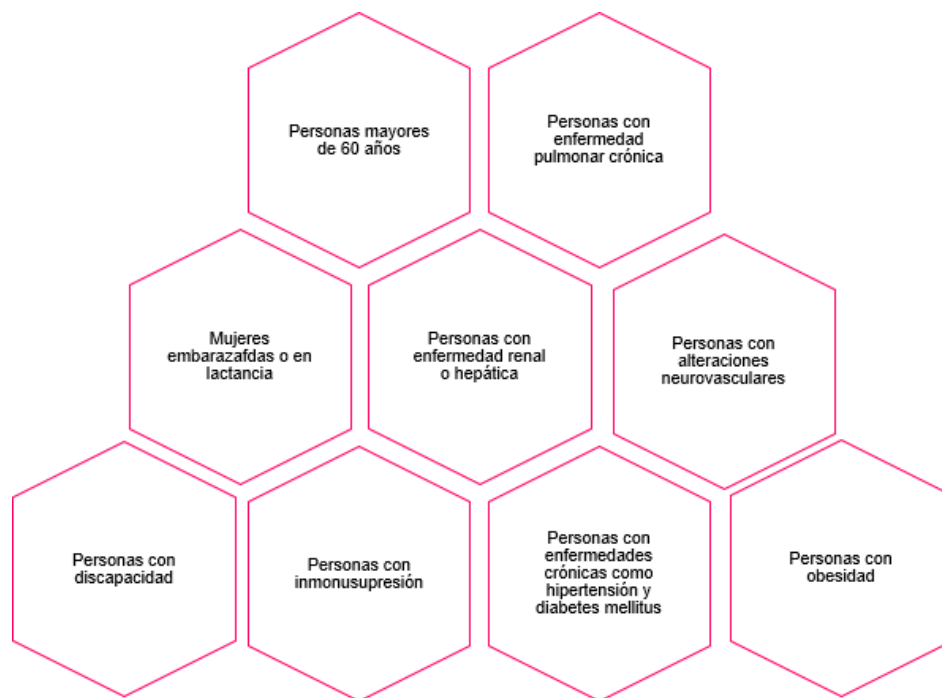 Personas mayores
de 60 años
Personas con
enfermedad
pulmonar crónica
Mujeres
embarazafdas o en
lactancia
Personas con
enfermedad renal
o hepática
Personas con
alteraciones
neurovasculares
Personas con
discapacidad
Personas con
inmonusupresión
Personas con
enfermedades
crónicas como
hipertensión y
diabetes mellitus
Personas con
obesidad